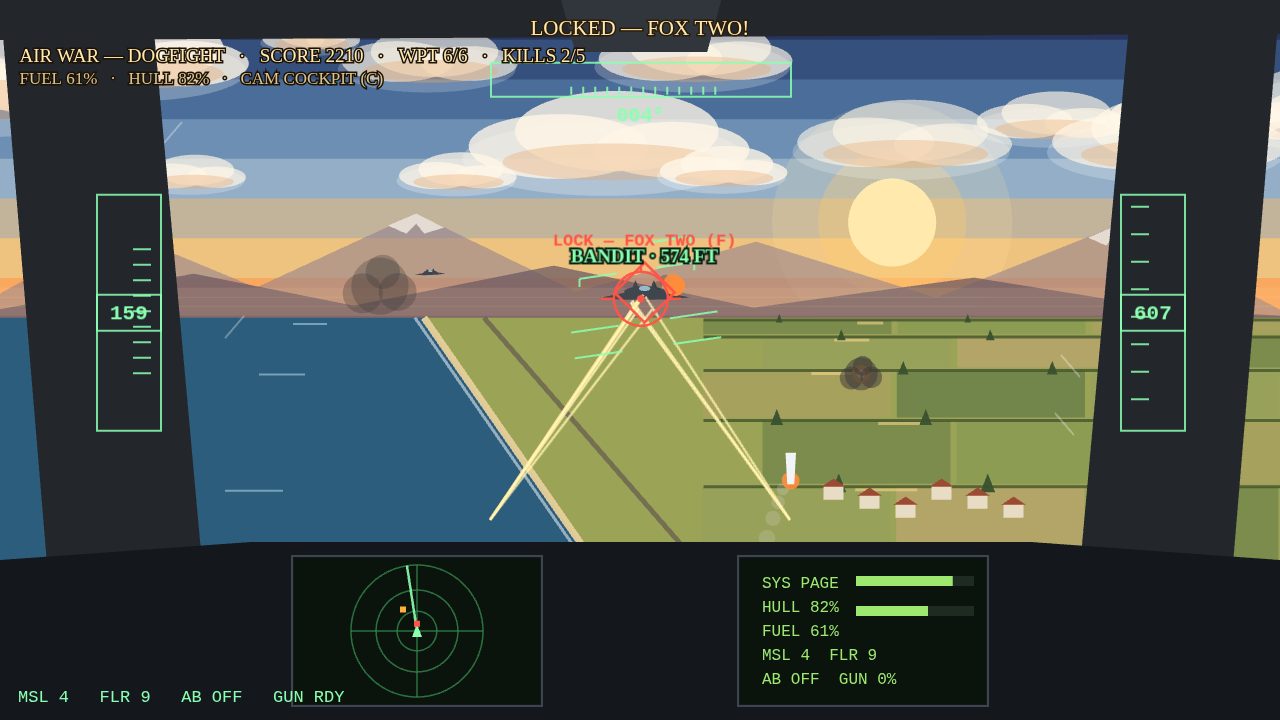 LOCKED — FOX TWO!
AIR WAR — DOGFIGHT · SCORE 2210 · WPT 6/6 · KILLS 2/5
FUEL 61% · HULL 82% · CAM COCKPIT (C)
004°
LOCK — FOX TWO (F)
BANDIT · 574 FT
159
607
SYS PAGE
HULL 82%
FUEL 61%
MSL 4 FLR 9
AB OFF GUN 0%
MSL 4 FLR 9 AB OFF GUN RDY